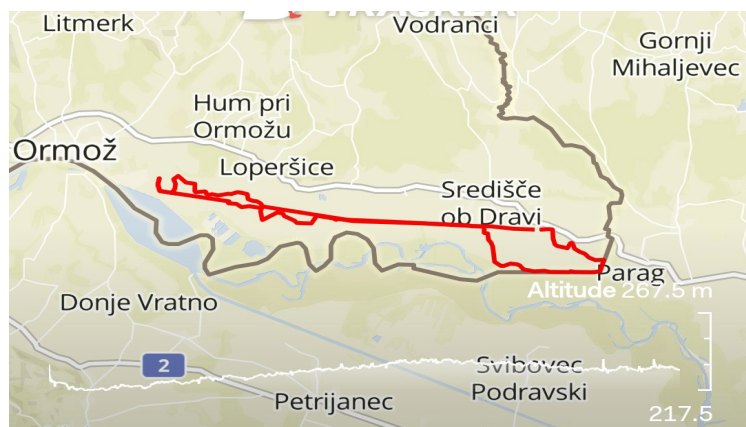 TRACKER
Litmerk
Vodranci
Gornji
Mihaljevec
Hum pri
Ormožu
Ormož
Loperšice
Središče
ob Dravi
Parag
Altitude 267.5 m
Donje Vratno
2
Svibovec
Podravski
Petrijanec
217.5